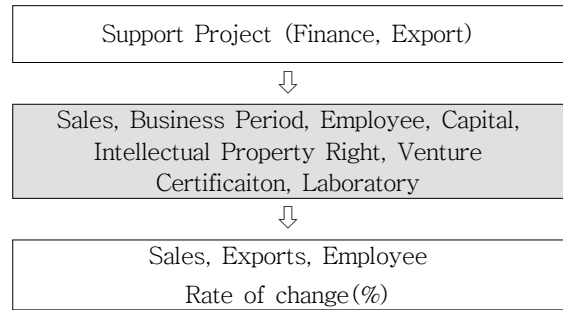 Support Project (Finance, Export)
Sales, Business Period, Employee, Capital,
Intellectual Property Right, Venture
Certificaiton, Laboratory
Sales, Exports, Employee
Rate of change(%)